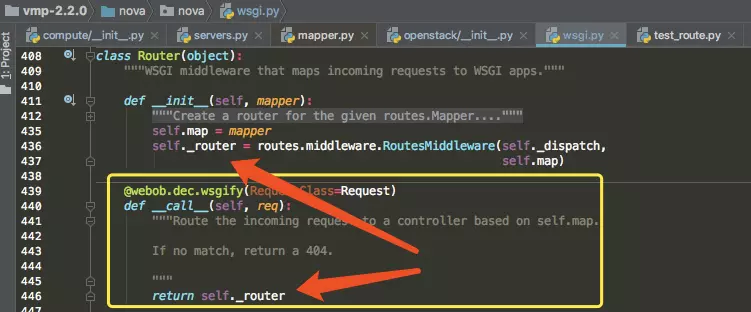 vmp-2.2.0 nova nova wsgi.py
compute/__init__.py servers.py mapper.py openstack/__init__.py wsgi.py test_route.py
1: Project
408 class Router(object):
409 """WSGI middleware that maps incoming requests to WSGI apps."""
410
411 def __init__(self, mapper):
412 """Create a router for the given routes.Mapper...."""
435 self.map = mapper
436 self._router = routes.middleware.RoutesMiddleware(self._dispatch,
437 self.map)
438
439 @webob.dec.wsgify(RequestClass=Request)
440 def __call__(self, req):
441 """Route the incoming request to a controller based on self.map.
442
443 If no match, return a 404.
444
445 """
446 return self._router
447